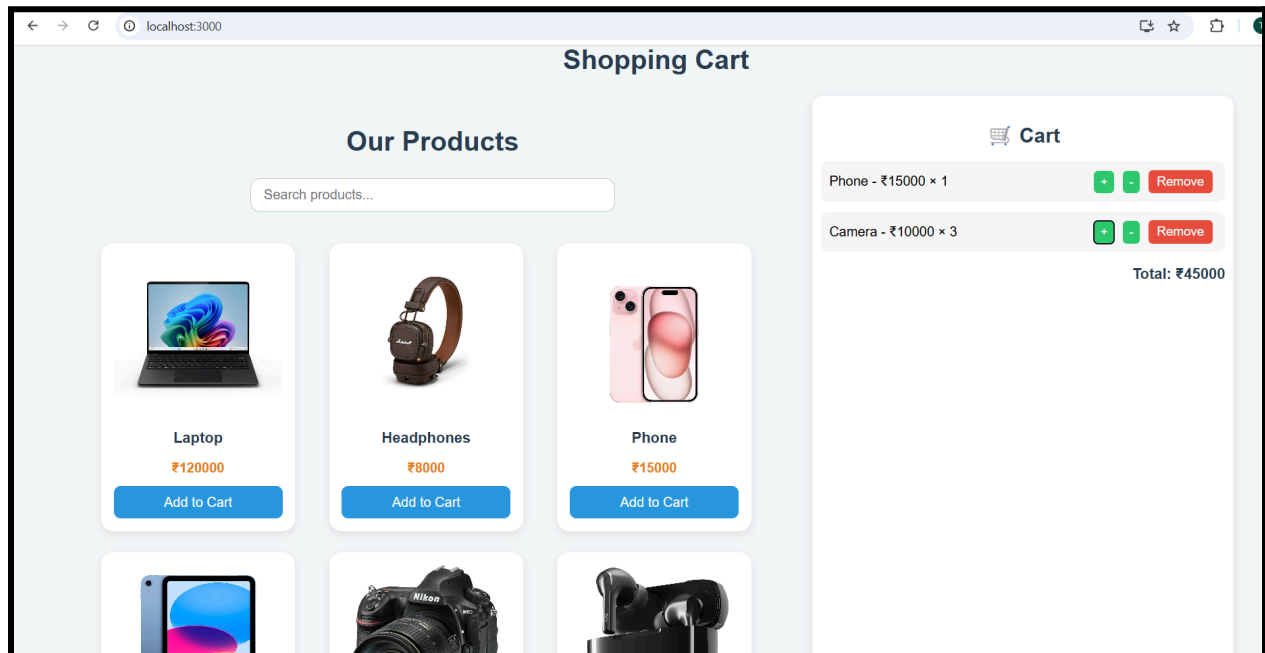 localhost:3000
Shopping Cart
Our Products
Search products...
Laptop
₹120000
Add to Cart
Headphones
₹8000
Add to Cart
Phone
₹15000
Add to Cart
Nikon
🛒 Cart
Phone - ₹15000 × 1
+ - Remove
Camera - ₹10000 × 3
+ - Remove
Total: ₹45000